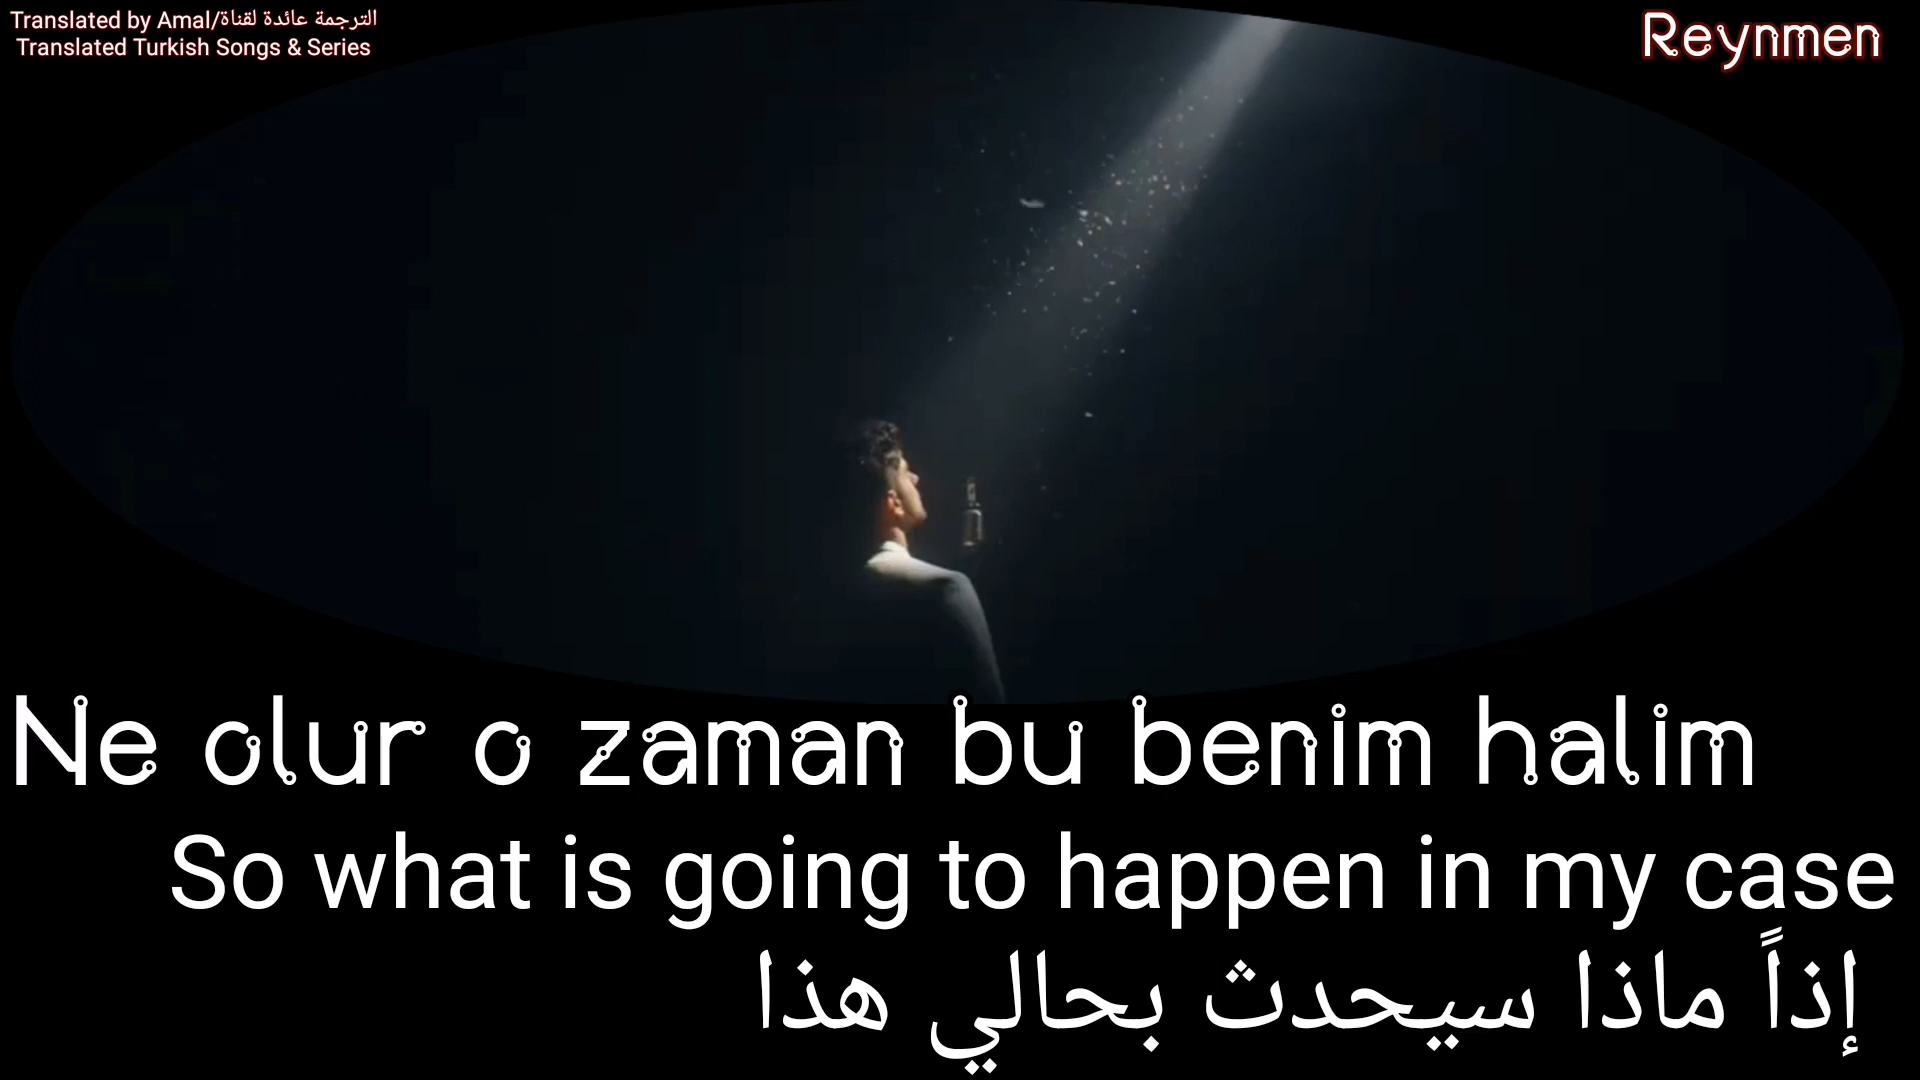 Translated by Amal/الترجمة عائدة لقناة
Translated Turkish Songs & Series
Reynmen
Ne olur o zaman bu benim halim
So what is going to happen in my case
إذاً ماذا سيحدث بحالي هذا